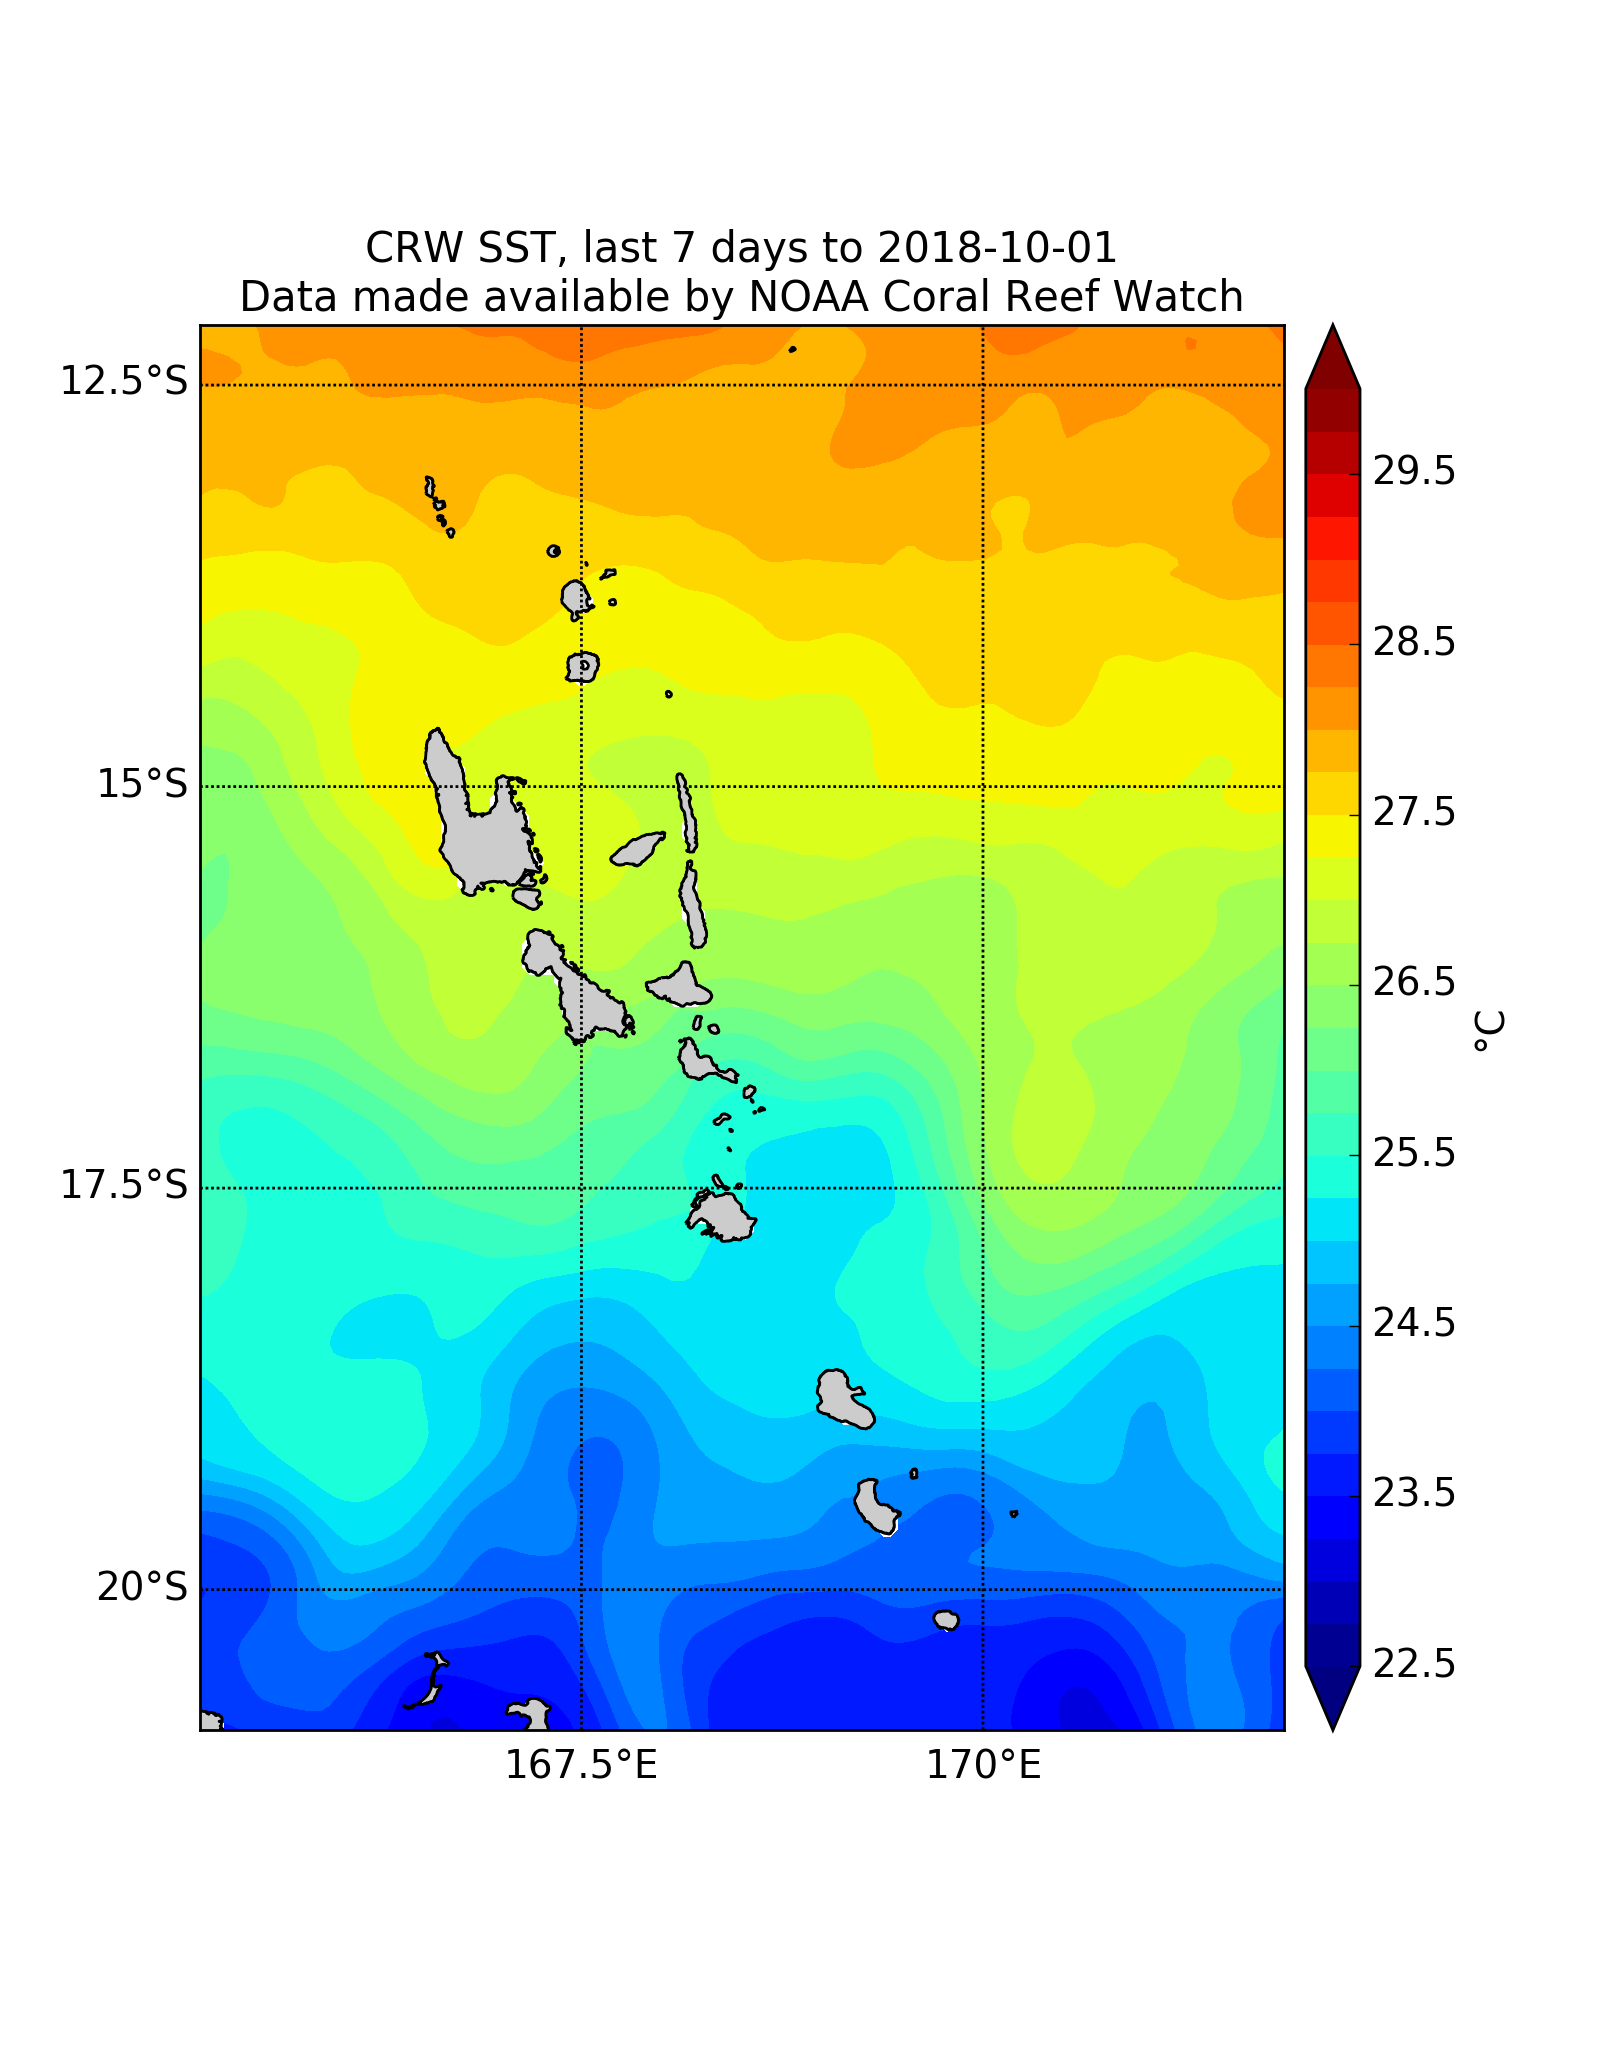 CRW SST, last 7 days to 2018-10-01
Data made available by NOAA Coral Reef Watch
12.5°S
15°S
17.5°S
20°S
167.5°E
170°E
29.5
28.5
27.5
26.5
25.5
24.5
23.5
22.5
°C